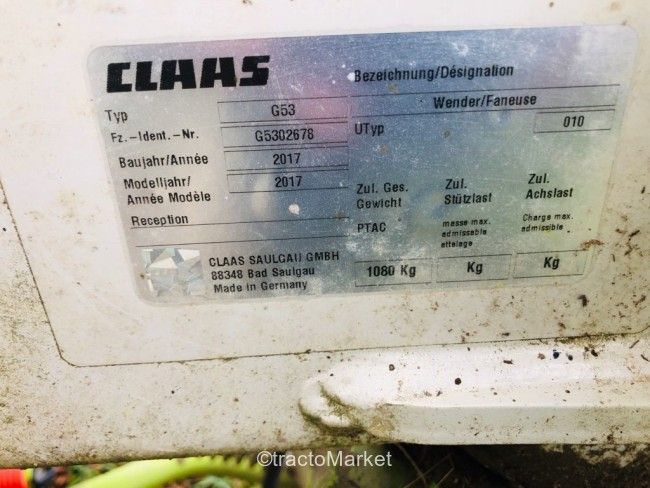 CLAAS
Bezeichnung/Désignation
Wender/Faneuse
Typ G53
UTyp 010
Fz.-Ident.-Nr. G5302678
Baujahr/Année 2017
Modelljahr/
Année Modèle 2017
Reception
Zul. Ges.
Gewicht
PTAC
1080 Kg
Zul.
Stützlast
masse max.
admissable
attelage
Kg
Zul.
Achslast
Charge max.
admissible
Kg
CLAAS SAULGAU GMBH
88348 Bad Saulgau
Made in Germany
©tractoMarket